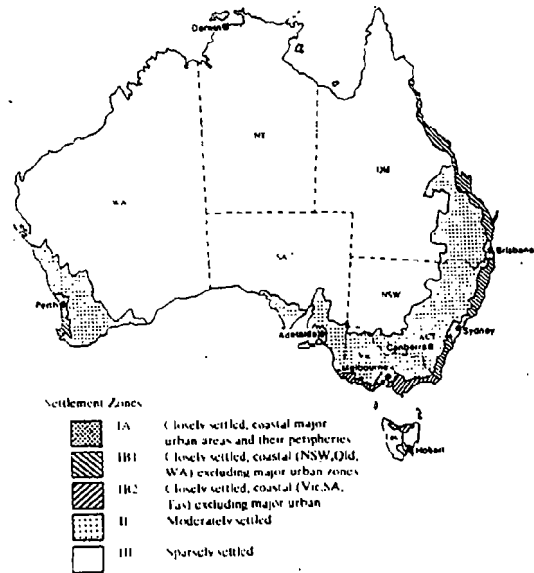 Darwin
NT
Qld
WA
SA
Brisbane
NSW
Perth
Adelaide
Sydney
ACT
Canberra
Vic
Melbourne
Tas
Hobart
Settlement Zones
IA Closely settled, coastal major
urban areas and their peripheries
IB1 Closely settled, coastal (NSW,Qld,
WA) excluding major urban zones
IB2 Closely settled, coastal (Vic,SA,
Tas) excluding major urban
II Moderately settled
III Sparsely settled